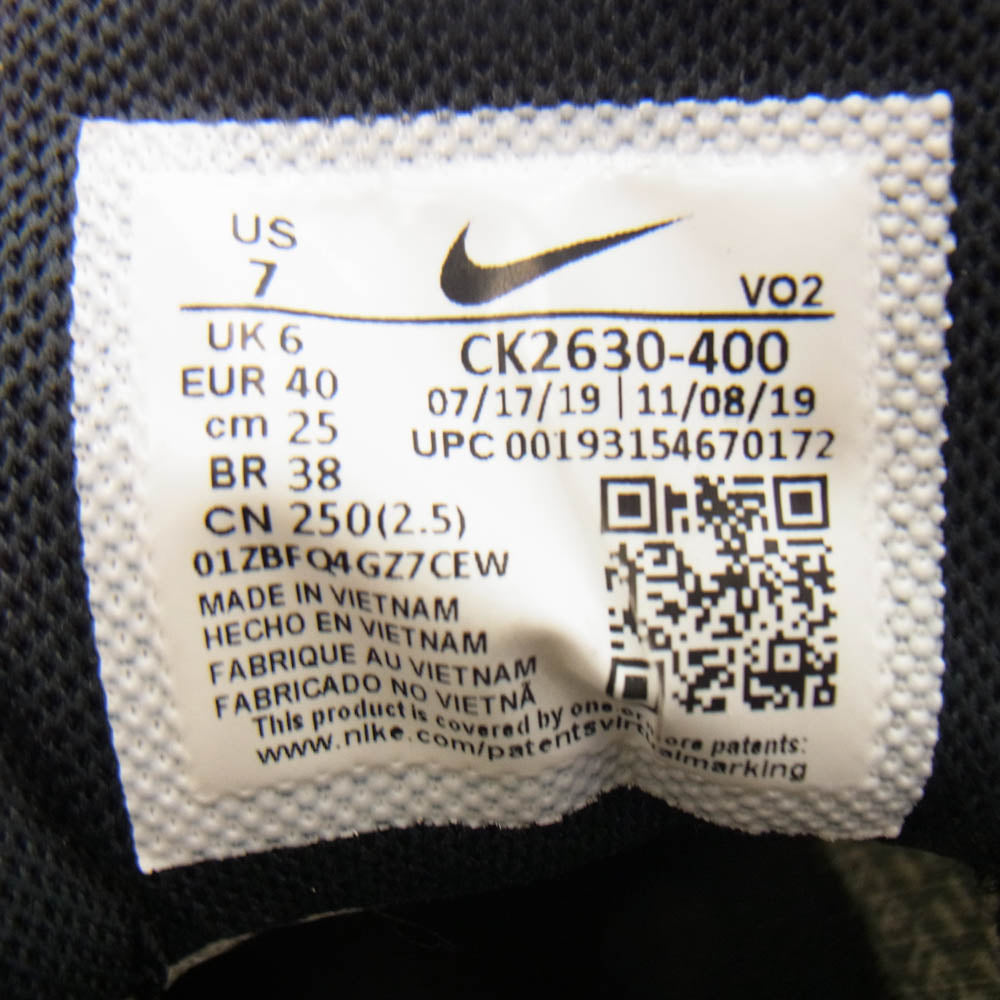 US
7
VO2
UK 6
EUR 40
cm 25
BR 38
CN 250(2.5)
CK2630-400
07/17/19 | 11/08/19
UPC 00193154670172
01ZBFQ4GZ7CEW
MADE IN VIETNAM
HECHO EN VIETNAM
FABRIQUE AU VIETNAM
FABRICADO NO VIETNÃ
This product is covered by one patents:
www.nike.com/patentsvirtualmarking